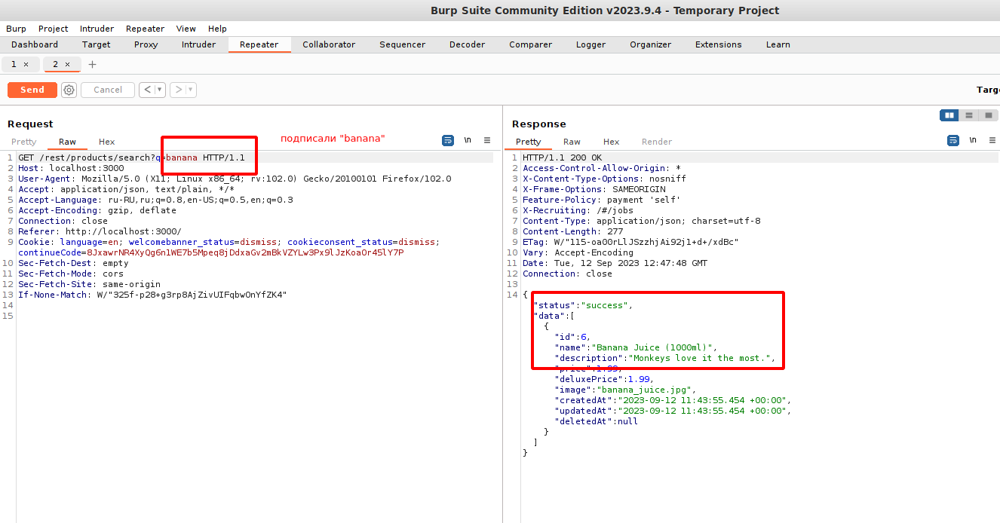 Burp Suite Community Edition v2023.9.4 - Temporary Project
Burp Project Intruder Repeater View Help
Dashboard Target Proxy Intruder Repeater Collaborator Sequencer Decoder Comparer Logger Organizer Extensions Learn
1 × 2 × +
Send Cancel < >
Request
подписали "banana"
Pretty Raw Hex \n
1 GET /rest/products/search?q=banana HTTP/1.1
2 Host: localhost:3000
3 User-Agent: Mozilla/5.0 (X11; Linux x86_64; rv:102.0) Gecko/20100101 Firefox/102.0
4 Accept: application/json, text/plain, */*
5 Accept-Language: ru-RU,ru;q=0.8,en-US;q=0.5,en;q=0.3
6 Accept-Encoding: gzip, deflate
7 Connection: close
8 Referer: http://localhost:3000/
9 Cookie: language=en; welcomebanner_status=dismiss; cookieconsent_status=dismiss;
continueCode=8JxawrNR4XyQg6n1WE7b5Mpeq8jDdxaGv2mBkVZYLw3Px9lJzKoaOr45lY7P
10 Sec-Fetch-Dest: empty
11 Sec-Fetch-Mode: cors
12 Sec-Fetch-Site: same-origin
13 If-None-Match: W/"325f-p28+g3rp8AjZivUIFqbwOnYfZK4"
14
15
Response
Pretty Raw Hex Render \n
1 HTTP/1.1 200 OK
2 Access-Control-Allow-Origin: *
3 X-Content-Type-Options: nosniff
4 X-Frame-Options: SAMEORIGIN
5 Feature-Policy: payment 'self'
6 X-Recruiting: /#/jobs
7 Content-Type: application/json; charset=utf-8
8 Content-Length: 277
9 ETag: W/"115-oa00rLlJSzzhjAi92j1+d+/xdBc"
10 Vary: Accept-Encoding
11 Date: Tue, 12 Sep 2023 12:47:48 GMT
12 Connection: close
13
14 {
"status":"success",
"data":[
{
"id":6,
"name":"Banana Juice (1000ml)",
"description":"Monkeys love it the most.",
"price":1.99,
"deluxePrice":1.99,
"image":"banana_juice.jpg",
"createdAt":"2023-09-12 11:43:55.454 +00:00",
"updatedAt":"2023-09-12 11:43:55.454 +00:00",
"deletedAt":null
}
]
}